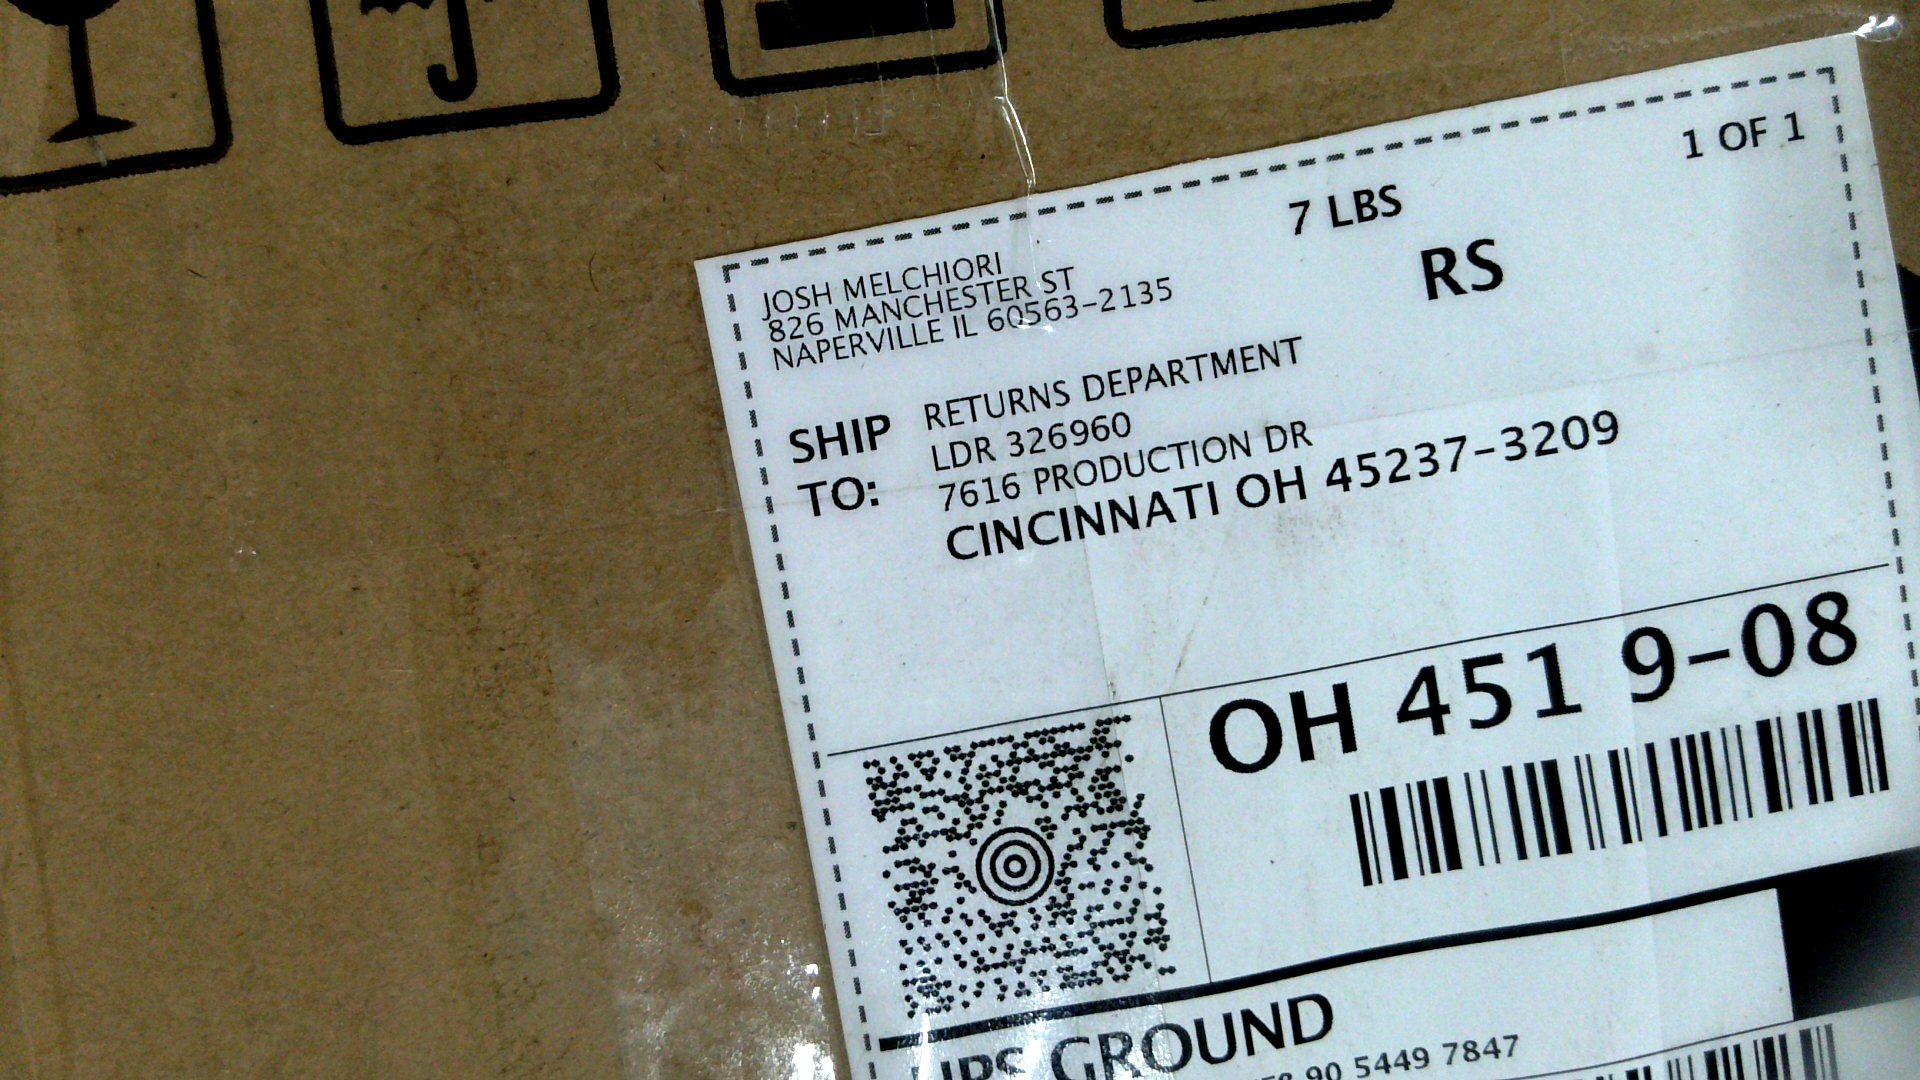 1 OF 1
7 LBS
RS
JOSH MELCHIORI
826 MANCHESTER ST
NAPERVILLE IL 60563-2135
SHIP TO:
RETURNS DEPARTMENT
LDR 326960
7616 PRODUCTION DR
CINCINNATI OH 45237-3209
OH 451 9-08
UPS GROUND
90 5449 7847